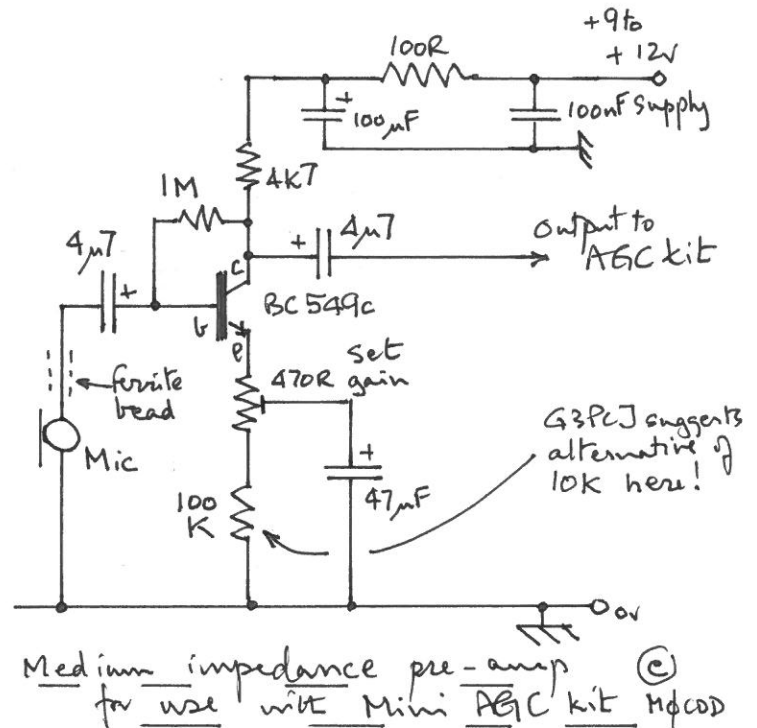 +9 to
+ 12v
100R
100µF
100nF Supply
4K7
1M
4µ7
4µ7
Output to
AGC kit
c
BC549c
b
e
ferrite
bead
470R
set
gain
Mic
47µF
100
K
G3PCJ suggests
alternative of
10K here!
0v
Medium impedance pre-amp ©
for use with Mini AGC kit MØCOD